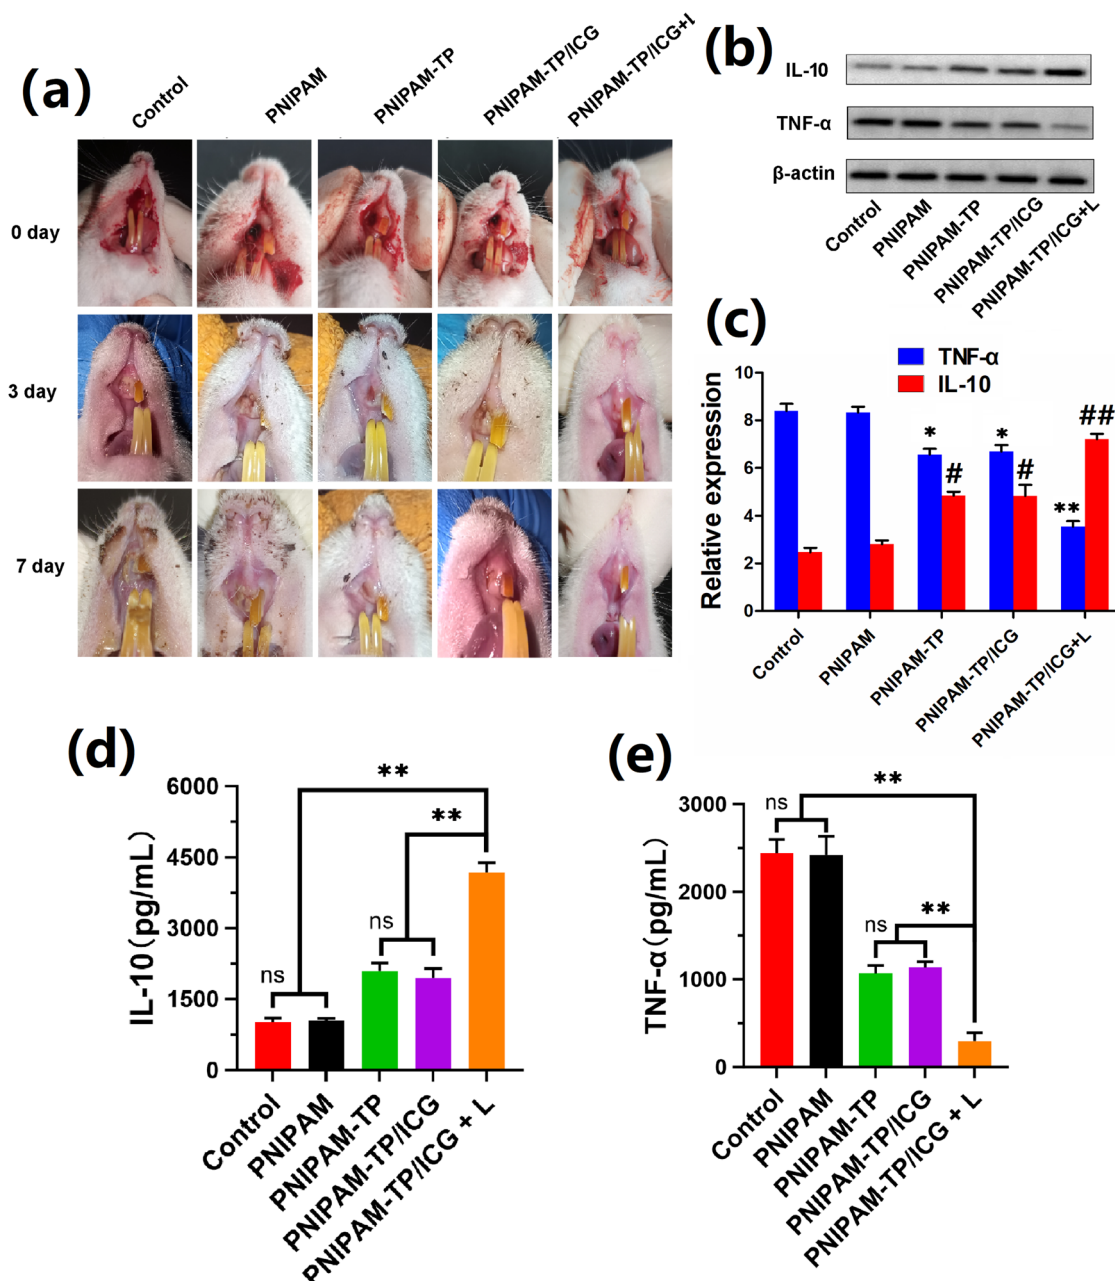 (a)
Control
PNIPAM
PNIPAM-TP
PNIPAM-TP/ICG
PNIPAM-TP/ICG+L
0 day
3 day
7 day
(b)
IL-10
TNF-α
β-actin
Control
PNIPAM
PNIPAM-TP
PNIPAM-TP/ICG
PNIPAM-TP/ICG+L
(c)
TNF-α
IL-10
Relative expression
10
8
6
4
2
0
*
#
*
#
**
##
Control
PNIPAM
PNIPAM-TP
PNIPAM-TP/ICG
PNIPAM-TP/ICG+L
(d)
IL-10(pg/mL)
6000
4500
3000
1500
0
ns
ns
**
**
Control
PNIPAM
PNIPAM-TP
PNIPAM-TP/ICG
PNIPAM-TP/ICG + L
(e)
TNF-α(pg/mL)
3000
2000
1000
0
ns
**
ns
**
Control
PNIPAM
PNIPAM-TP
PNIPAM-TP/ICG
PNIPAM-TP/ICG + L